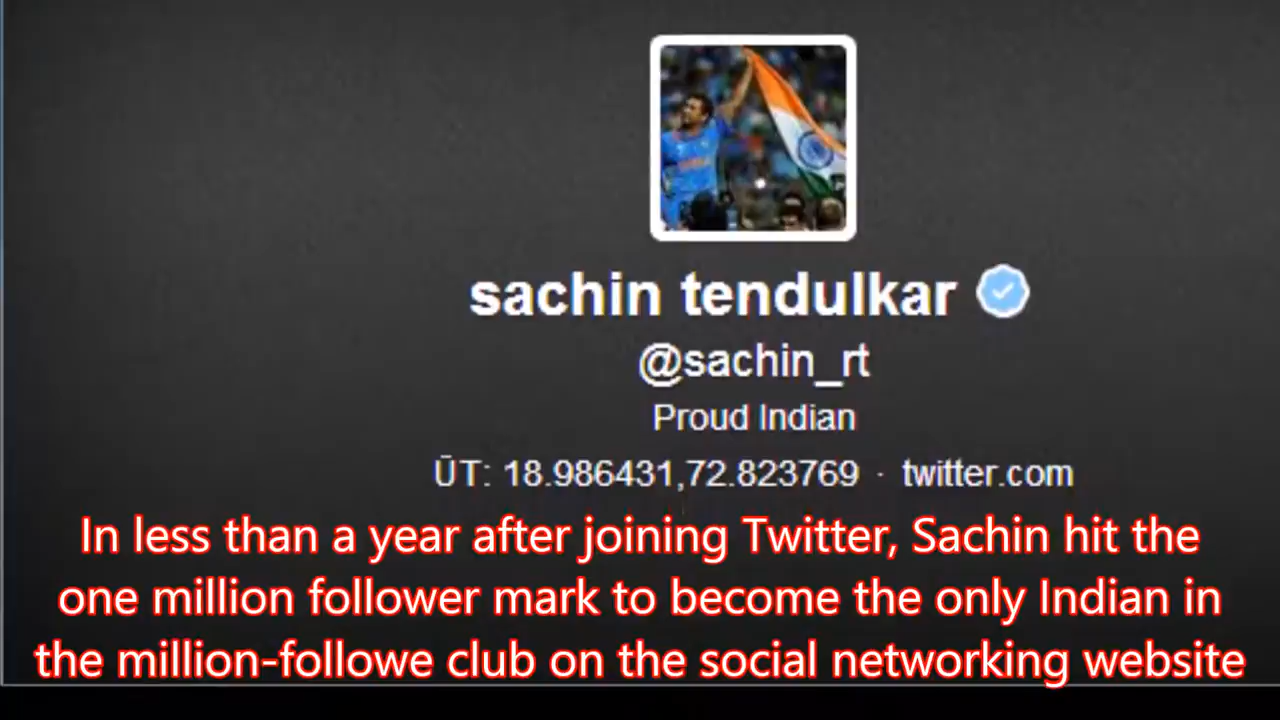 sachin tendulkar
@sachin_rt
Proud Indian
ŪT: 18.986431,72.823769 · twitter.com
In less than a year after joining Twitter, Sachin hit the
one million follower mark to become the only Indian in
the million-followe club on the social networking website